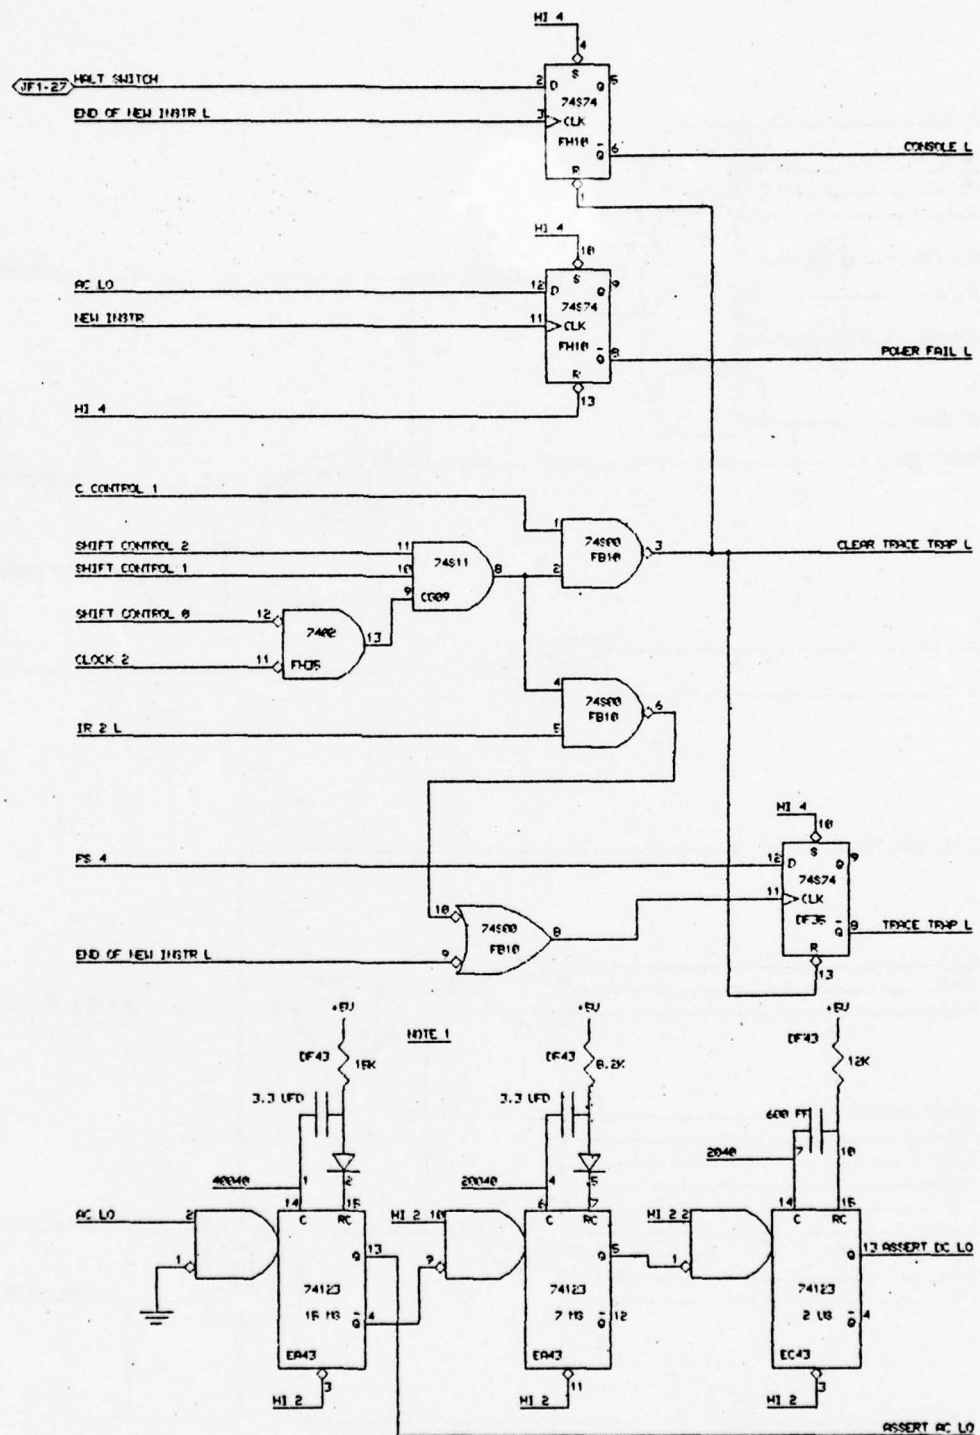 HI 4
4
JF1-27 HALT SWITCH
2 D S Q 5
74S74
END OF NEW INSTR L
3 CLK
FH10
Q 6
CONSOLE L
R
1
HI 4
10
AC LO
12 D S Q 9
74S74
NEW INSTR
11 CLK
FH10
Q 8
POWER FAIL L
R
13
HI 4
C CONTROL 1
1
74S00
FB10
3
CLEAR TRACE TRAP L
SHIFT CONTROL 2
11
SHIFT CONTROL 1
10
74S11
8
2
9
CG09
SHIFT CONTROL 0
12
7402
13
CLOCK 2
11
FH35
4
74S00
FB10
6
IR 2 L
5
HI 4
10
PS 4
12 D S Q 9
74S74
11 CLK
10
74S00
8
DF36
FB10
Q 8
TRACE TRAP L
END OF NEW INSTR L
9
R
13
+5V
NOTE 1
+5V
+5V
DF43
15K
DF43
8.2K
DF43
12K
3.3 UFD
3.3 UFD
600 PF
40040
1
2
20040
4
5
2040
7
10
14
15
6
7
14
15
AC LO
2
C RC
HI 2 10
C RC
HI 2 2
C RC
1
Q 13
9
Q 5
1
Q 13 ASSERT DC LO
74123
74123
74123
15 MS
Q 4
7 MS
Q 12
2 US
Q 4
EA43
EA43
EC43
3
11
3
HI 2
HI 2
HI 2
ASSERT AC LO